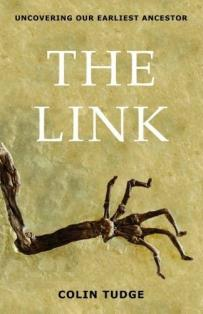 UNCOVERING OUR EARLIEST ANCESTOR
THE
LINK
COLIN TUDGE